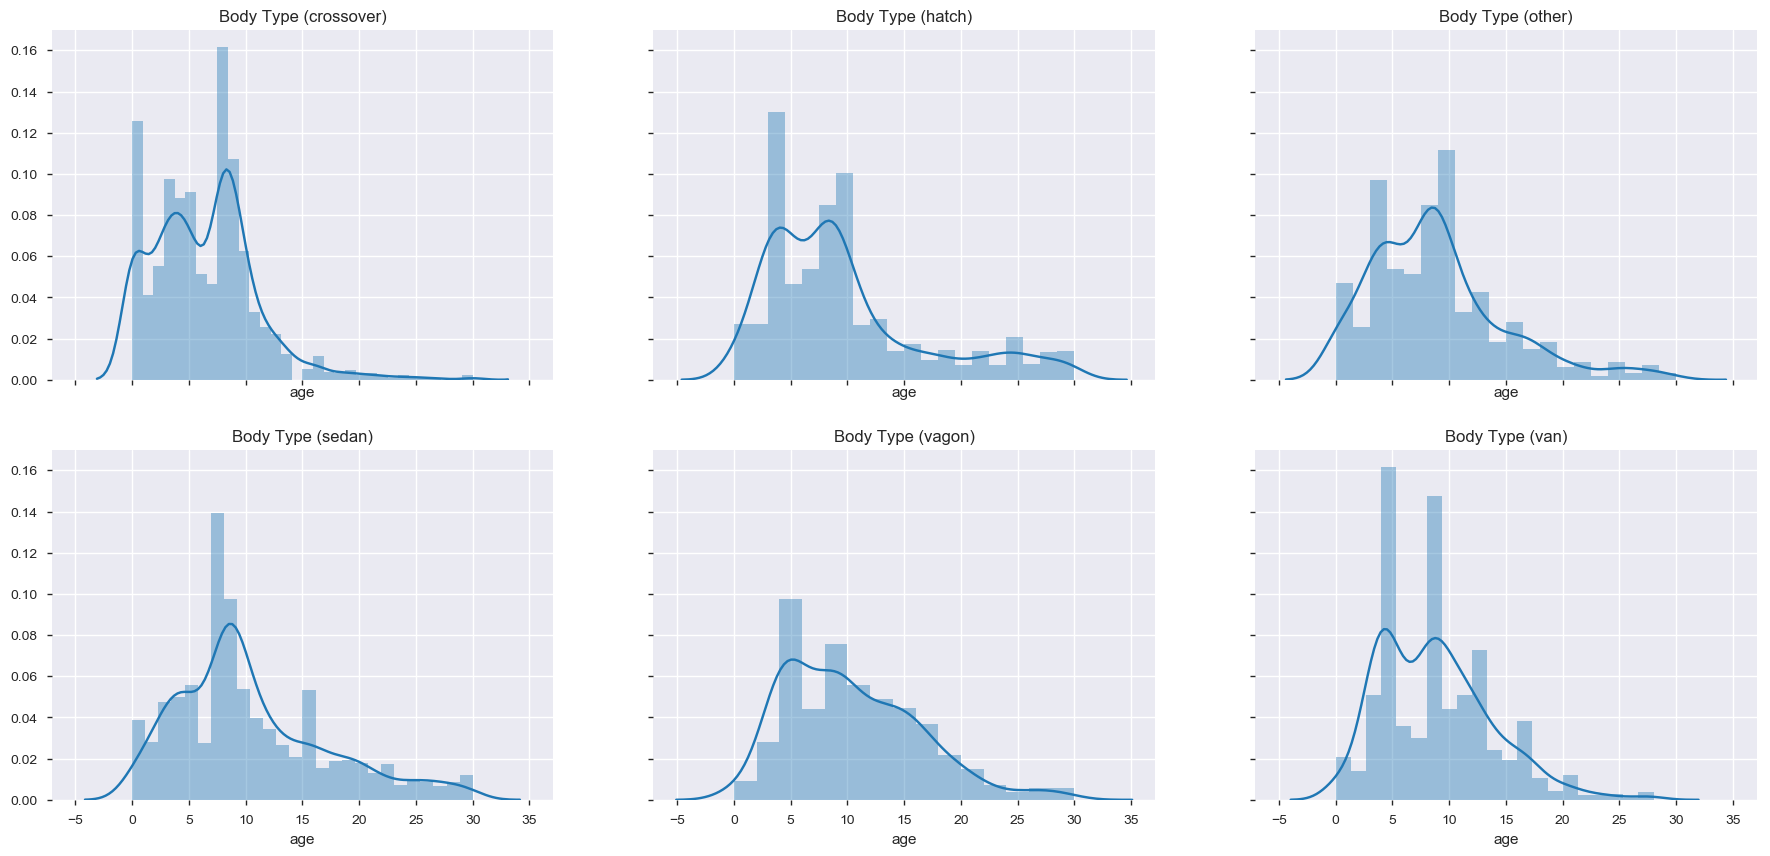 Body Type (crossover)
Body Type (hatch)
Body Type (other)
0.16
0.14
0.12
0.10
0.08
0.06
0.04
0.02
0.00
age
age
age
Body Type (sedan)
Body Type (vagon)
Body Type (van)
0.16
0.14
0.12
0.10
0.08
0.06
0.04
0.02
0.00
−5 0 5 10 15 20 25 30 35
−5 0 5 10 15 20 25 30 35
−5 0 5 10 15 20 25 30 35
age
age
age